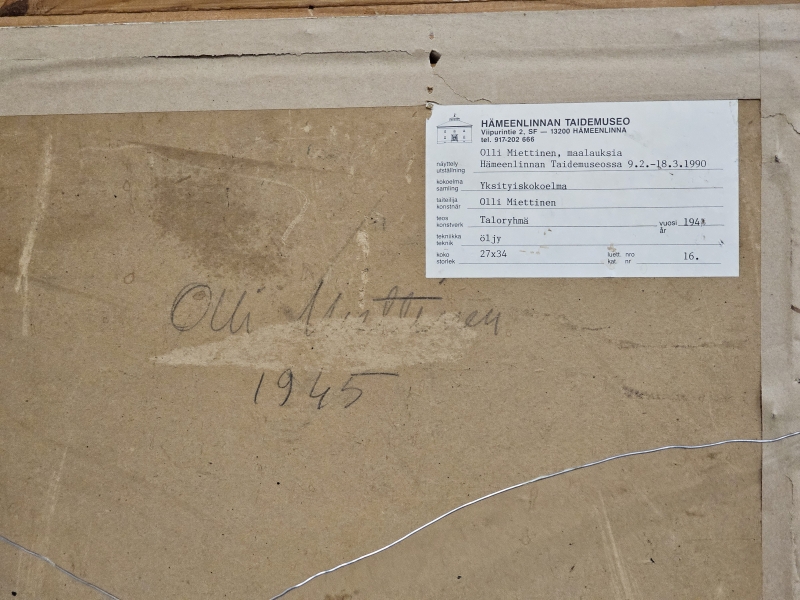 HÄMEENLINNAN TAIDEMUSEO
Viipurintie 2, SF — 13200 HÄMEENLINNA
tel. 917-202 666
Olli Miettinen, maalauksia
näyttely Hämeenlinnan Taidemuseossa 9.2.-18.3.1990
utställning
kokoelma
samling Yksityiskokoelma
taiteilija
konstnär Olli Miettinen
teos Taloryhmä vuosi
konstverk år
tekniikka öljy
teknik
koko 27x34 luett. nro 16.
storlek kat. nr
Olli Miettinen
1945